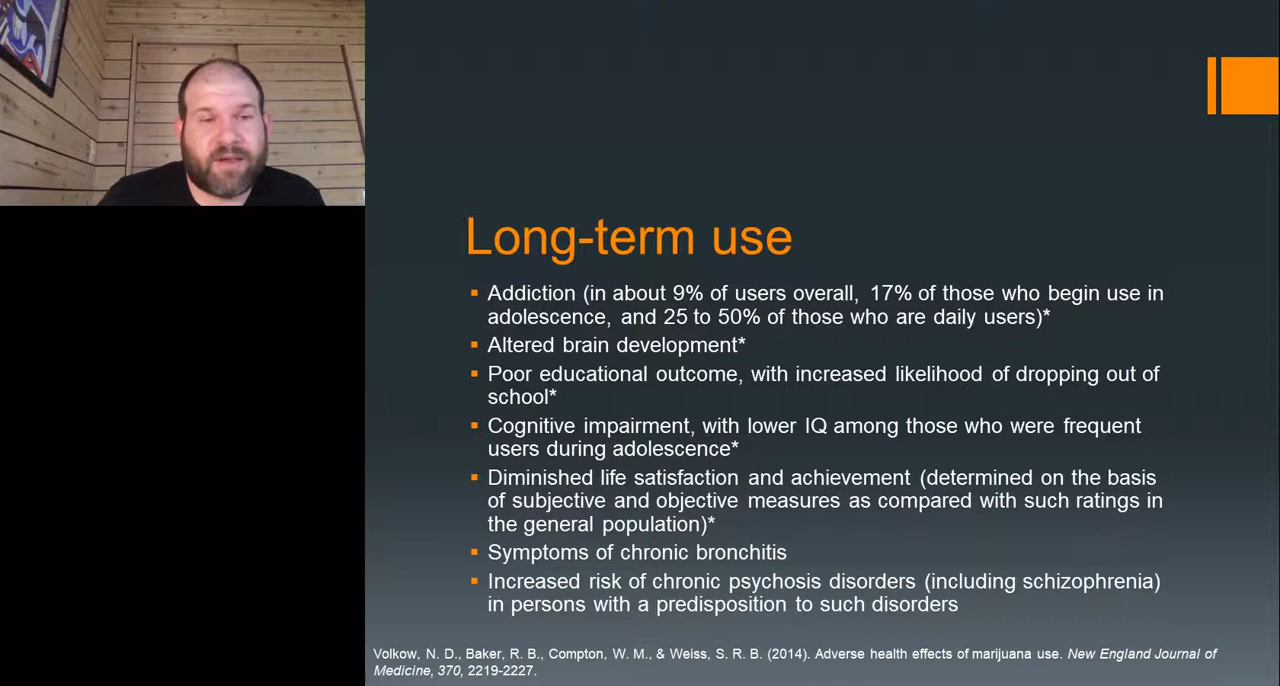 Long-term use
Addiction (in about 9% of users overall, 17% of those who begin use in
adolescence, and 25 to 50% of those who are daily users)*
Altered brain development*
Poor educational outcome, with increased likelihood of dropping out of
school*
Cognitive impairment, with lower IQ among those who were frequent
users during adolescence*
Diminished life satisfaction and achievement (determined on the basis
of subjective and objective measures as compared with such ratings in
the general population)*
Symptoms of chronic bronchitis
Increased risk of chronic psychosis disorders (including schizophrenia)
in persons with a predisposition to such disorders
Volkow, N. D., Baker, R. B., Compton, W. M., & Weiss, S. R. B. (2014). Adverse health effects of marijuana use. New England Journal of
Medicine, 370, 2219-2227.